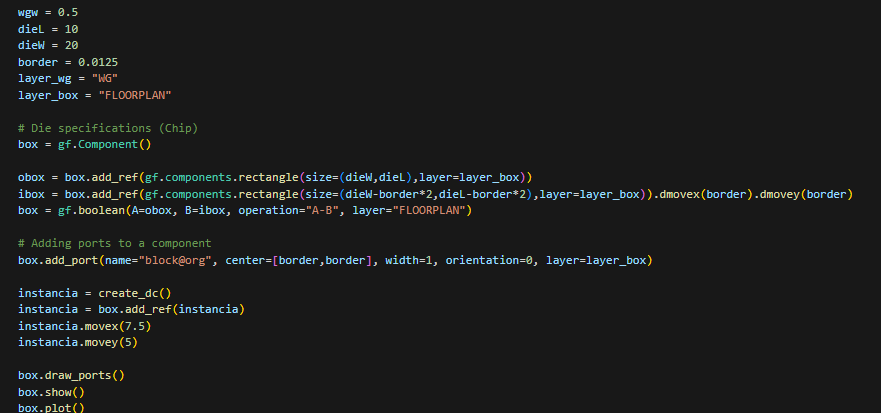 wgw = 0.5
dieL = 10
dieW = 20
border = 0.0125
layer_wg = "WG"
layer_box = "FLOORPLAN"
# Die specifications (Chip)
box = gf.Component()
obox = box.add_ref(gf.components.rectangle(size=(dieW,dieL),layer=layer_box))
ibox = box.add_ref(gf.components.rectangle(size=(dieW-border*2,dieL-border*2),layer=layer_box)).dmovex(border).dmovey(border)
box = gf.boolean(A=obox, B=ibox, operation="A-B", layer="FLOORPLAN")
# Adding ports to a component
box.add_port(name="block@org", center=[border,border], width=1, orientation=0, layer=layer_box)
instancia = create_dc()
instancia = box.add_ref(instancia)
instancia.movex(7.5)
instancia.movey(5)
box.draw_ports()
box.show()
box.plot()